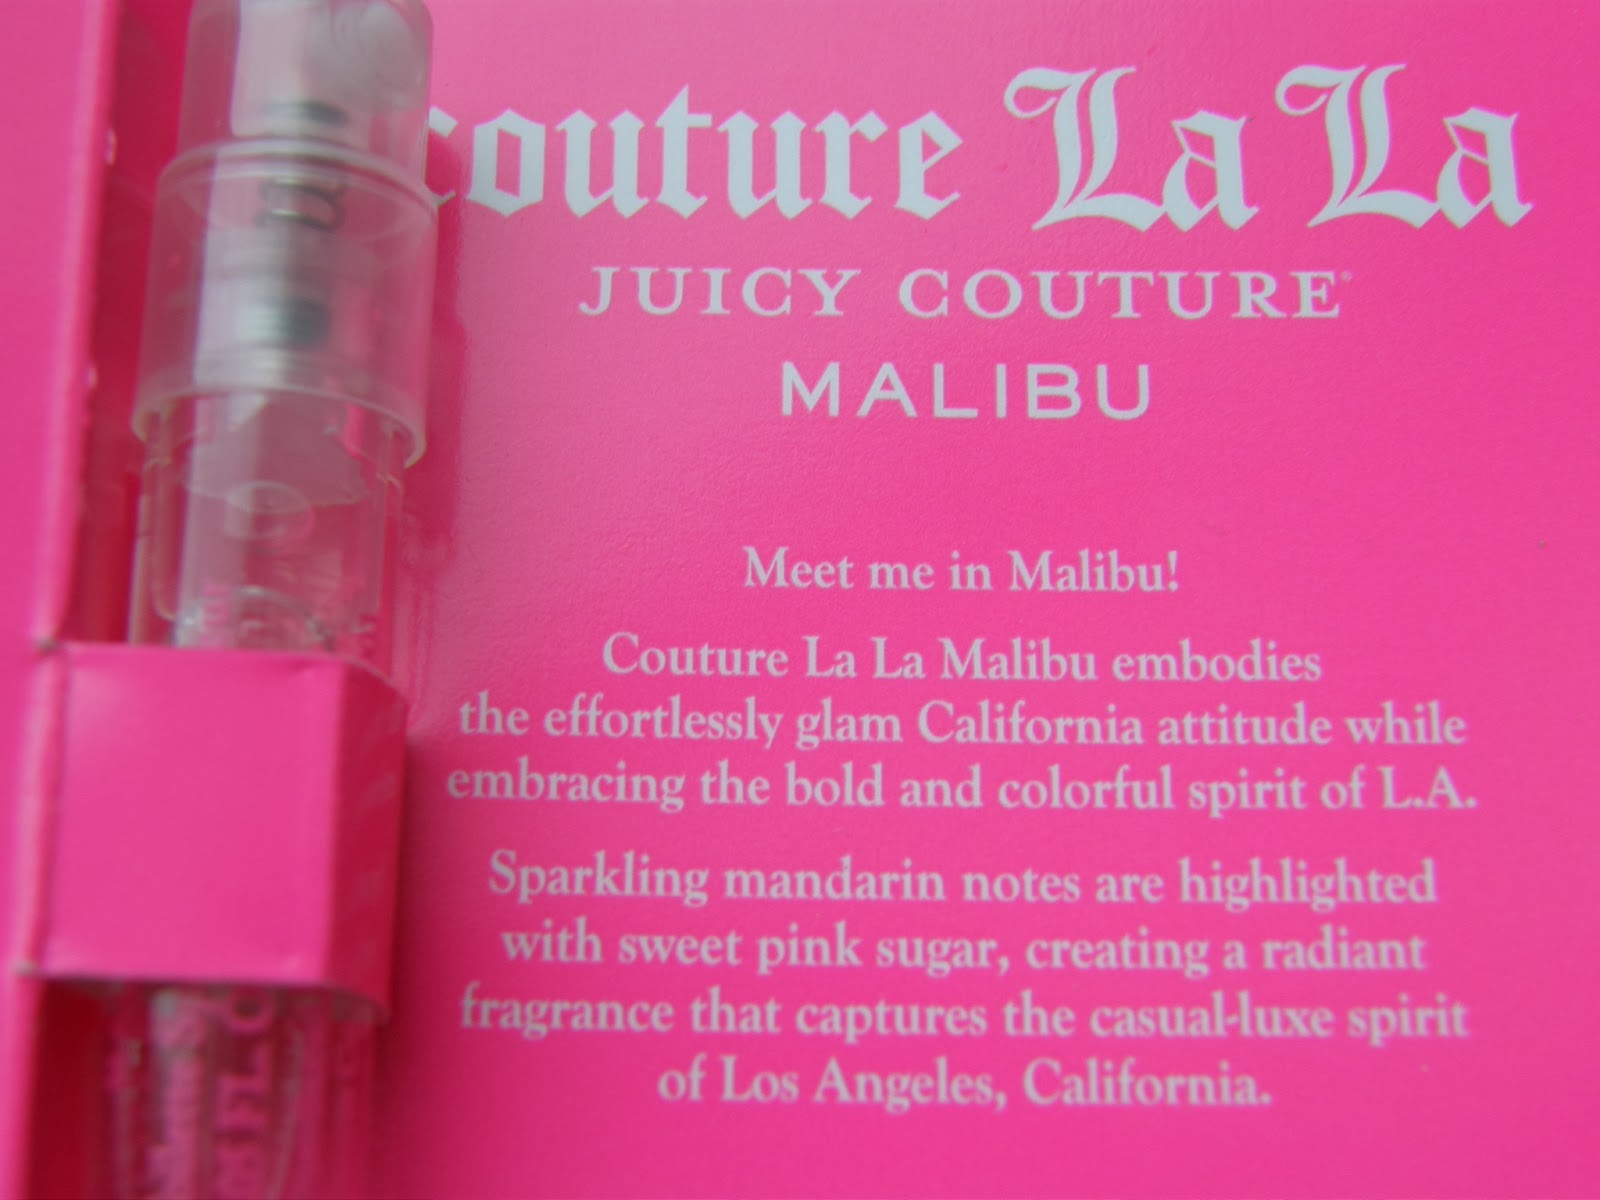 couture La La
JUICY COUTURE®
MALIBU
Meet me in Malibu!
Couture La La Malibu embodies
the effortlessly glam California attitude while
embracing the bold and colorful spirit of L.A.
Sparkling mandarin notes are highlighted
with sweet pink sugar, creating a radiant
fragrance that captures the casual-luxe spirit
of Los Angeles, California.